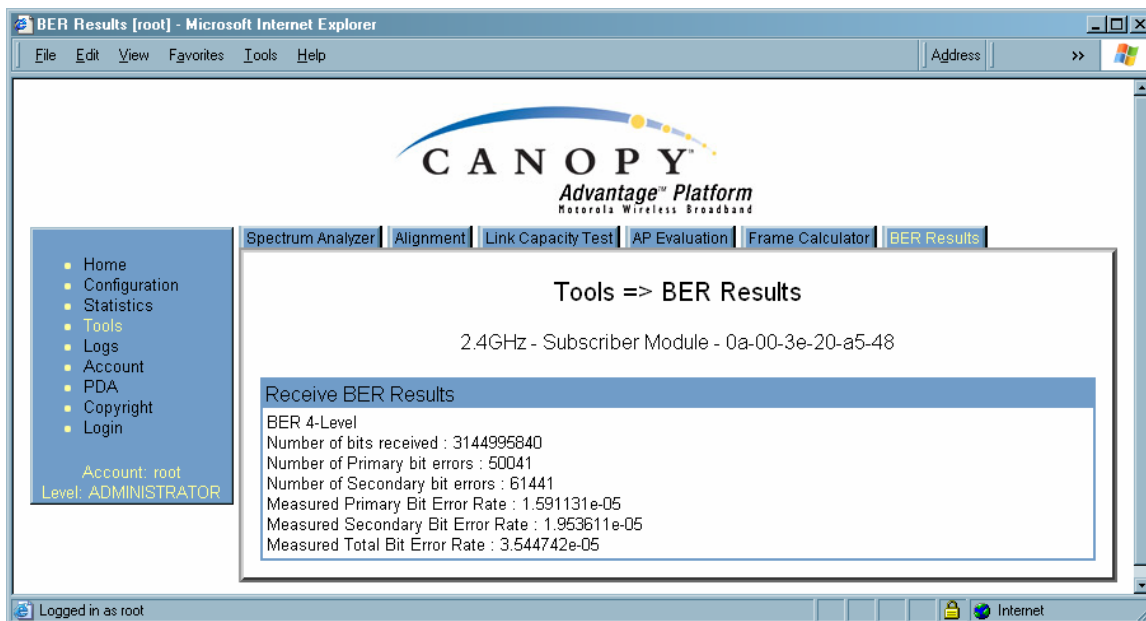 BER Results [root] - Microsoft Internet Explorer
File Edit View Favorites Tools Help
Address
»
CANOPY™
Advantage™ Platform
Motorola Wireless Broadband
Spectrum Analyzer Alignment Link Capacity Test AP Evaluation Frame Calculator BER Results
Home
Configuration
Statistics
Tools
Logs
Account
PDA
Copyright
Login
Account: root
Level: ADMINISTRATOR
Tools => BER Results
2.4GHz - Subscriber Module - 0a-00-3e-20-a5-48
Receive BER Results
BER 4-Level
Number of bits received : 3144995840
Number of Primary bit errors : 50041
Number of Secondary bit errors : 61441
Measured Primary Bit Error Rate : 1.591131e-05
Measured Secondary Bit Error Rate : 1.953611e-05
Measured Total Bit Error Rate : 3.544742e-05
Logged in as root
Internet